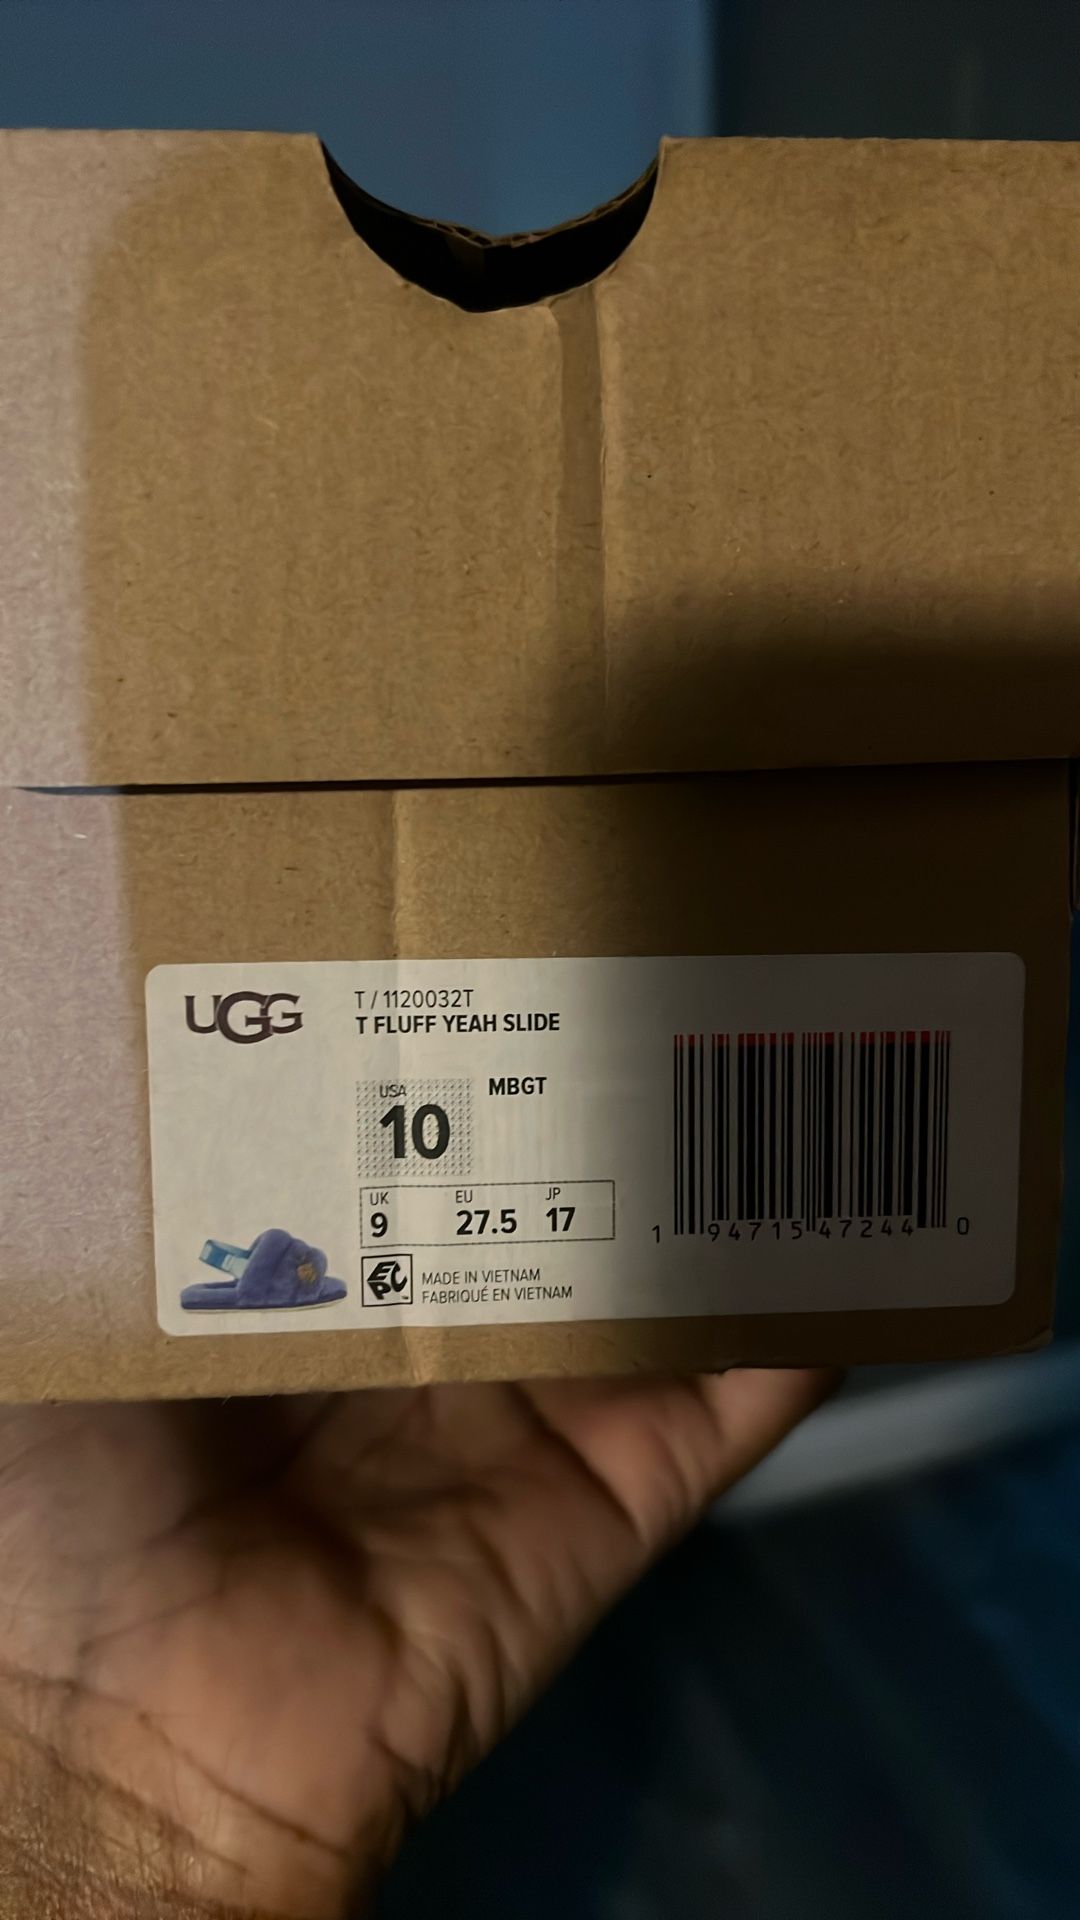 UGG
T / 1120032T
T FLUFF YEAH SLIDE
USA
10
MBGT
UK
9
EU
27.5
JP
17
EPC
MADE IN VIETNAM
FABRIQUÉ EN VIETNAM
1 94715 47244 0